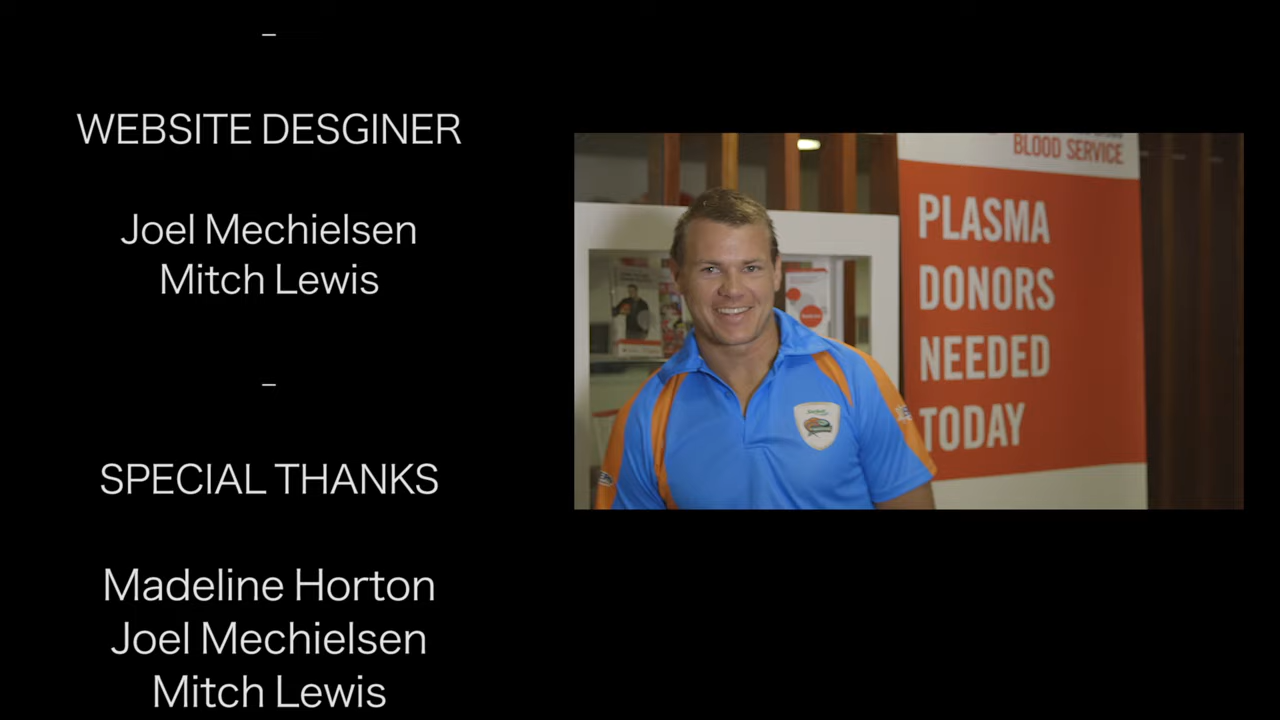 –
WEBSITE DESGINER
Joel Mechielsen
Mitch Lewis
–
SPECIAL THANKS
Madeline Horton
Joel Mechielsen
Mitch Lewis
BLOOD SERVICE
PLASMA
DONORS
NEEDED
TODAY